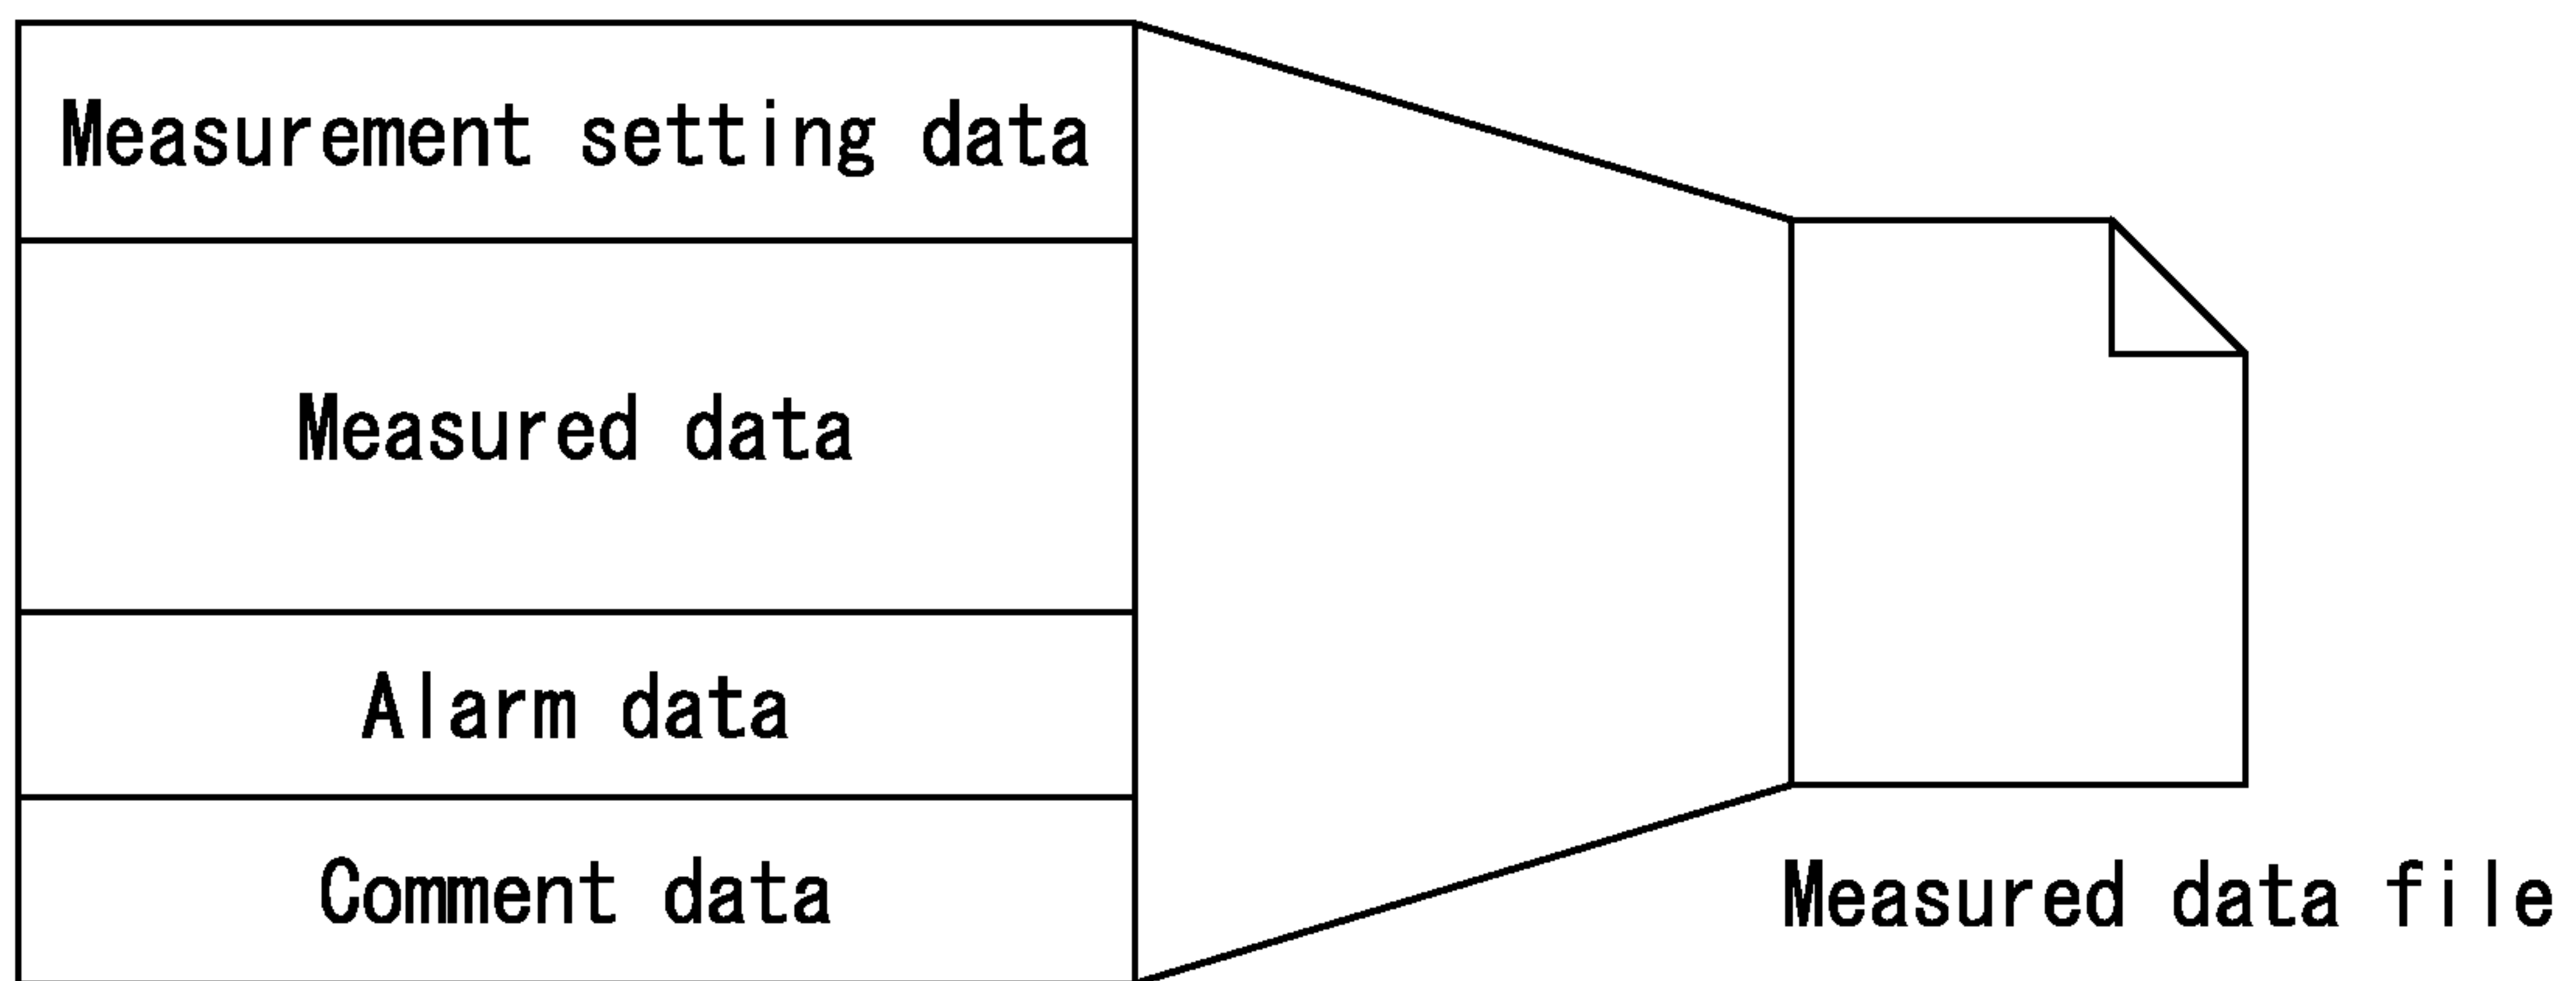 Measurement setting data
Measured data
Alarm data
Comment data
Measured data file